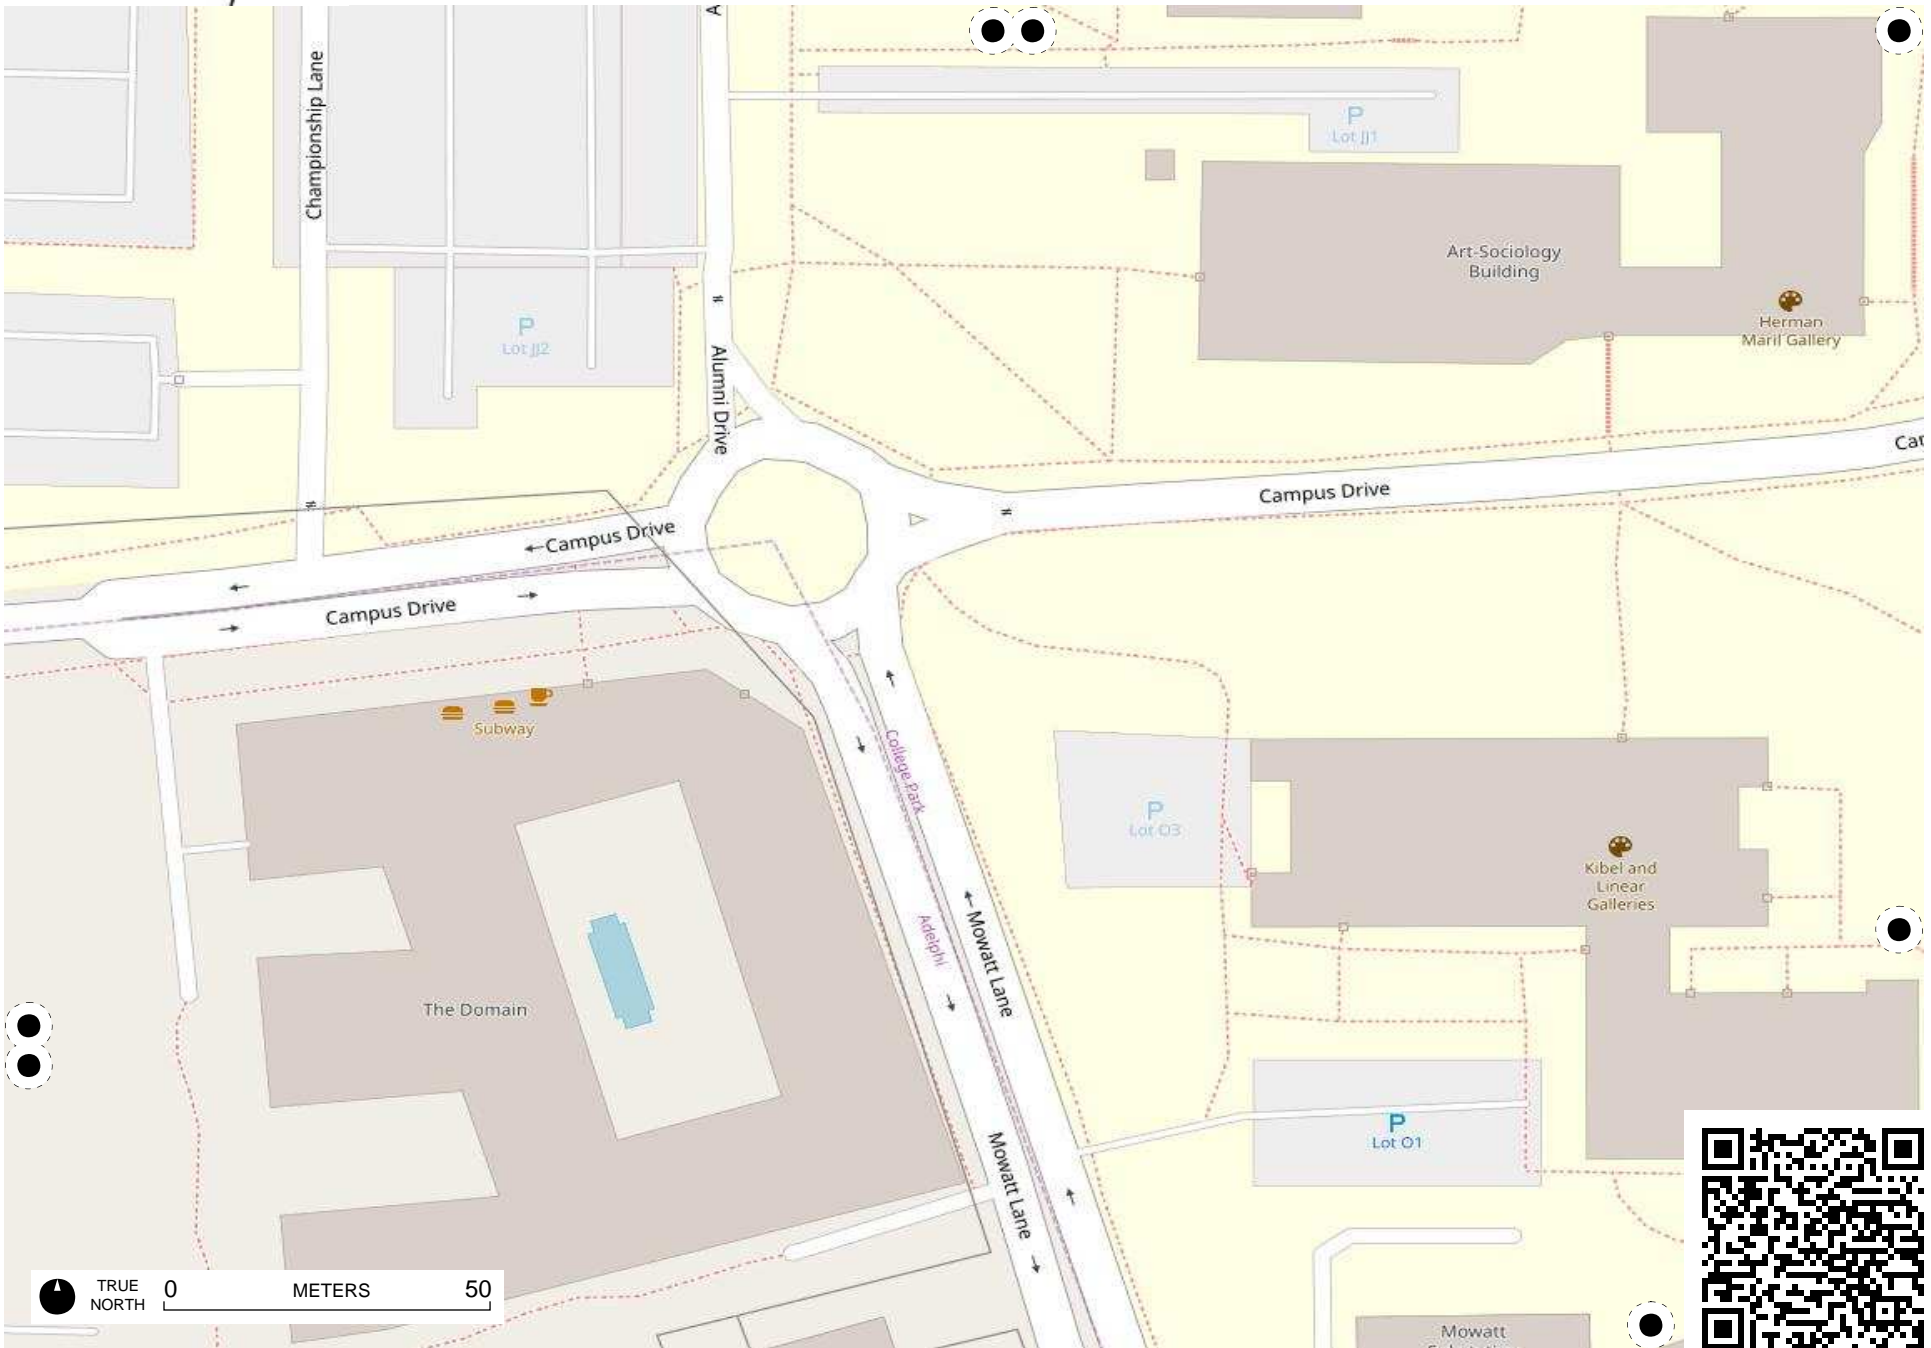 Championship Lane
A
P
Lot JJ1
Art-Sociology
Building
Herman
Maril Gallery
P
Lot JJ2
Alumni Drive
Car
Campus Drive
Campus Drive
Campus Drive
Subway
College Park
P
Lot O3
Kibel and
Linear
Galleries
Adelphi
Mowatt Lane
The Domain
P
Lot O1
Mowatt Lane
TRUE
NORTH
0
METERS
50
Mowatt